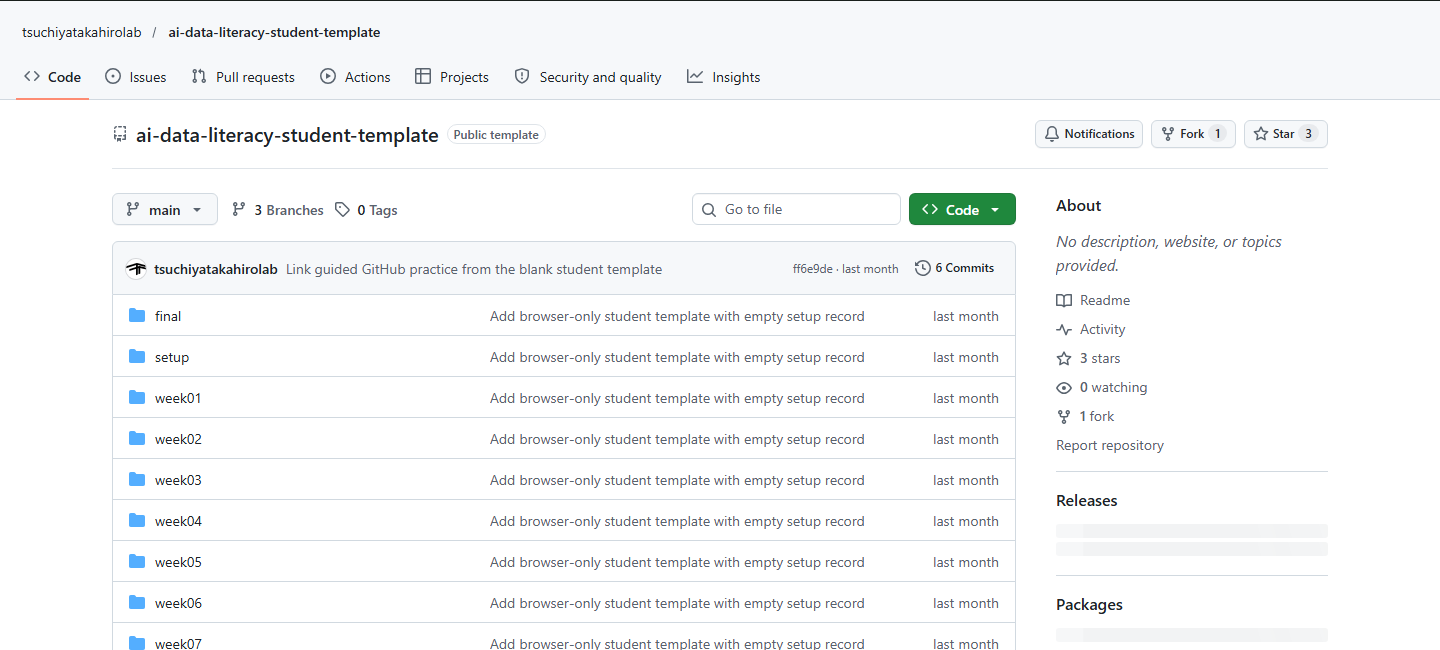 tsuchiyatakahirolab / ai-data-literacy-student-template
Code Issues Pull requests Actions Projects Security and quality Insights
ai-data-literacy-student-template Public template
Notifications Fork 1 Star 3
main 3 Branches 0 Tags Go to file Code
tsuchiyatakahirolab Link guided GitHub practice from the blank student template ff6e9de · last month 6 Commits
final Add browser-only student template with empty setup record last month
setup Add browser-only student template with empty setup record last month
week01 Add browser-only student template with empty setup record last month
week02 Add browser-only student template with empty setup record last month
week03 Add browser-only student template with empty setup record last month
week04 Add browser-only student template with empty setup record last month
week05 Add browser-only student template with empty setup record last month
week06 Add browser-only student template with empty setup record last month
week07 Add browser-only student template with empty setup record last month
About
No description, website, or topics
provided.
Readme
Activity
3 stars
0 watching
1 fork
Report repository
Releases
Packages